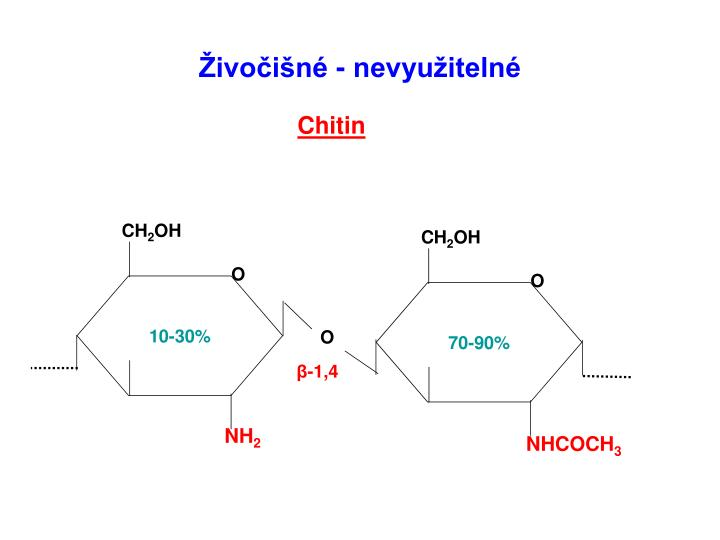 Živočišné - nevyužitelné
Chitin
CH₂OH
CH₂OH
O
O
10-30%
O
70-90%
β-1,4
NH₂
NHCOCH₃